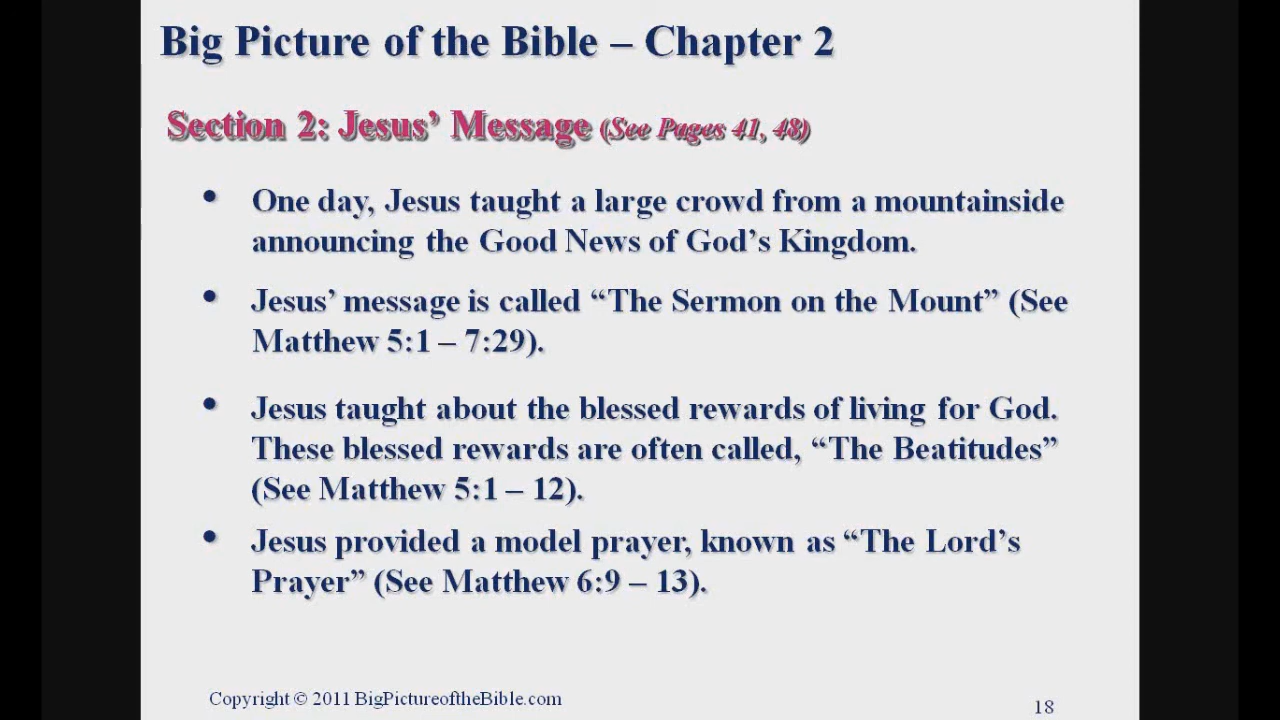 Big Picture of the Bible – Chapter 2
Section 2: Jesus’ Message (See Pages 41, 48)
• One day, Jesus taught a large crowd from a mountainside
announcing the Good News of God’s Kingdom.
• Jesus’ message is called “The Sermon on the Mount” (See
Matthew 5:1 – 7:29).
• Jesus taught about the blessed rewards of living for God.
These blessed rewards are often called, “The Beatitudes”
(See Matthew 5:1 – 12).
• Jesus provided a model prayer, known as “The Lord’s
Prayer” (See Matthew 6:9 – 13).
Copyright © 2011 BigPictureoftheBible.com
18